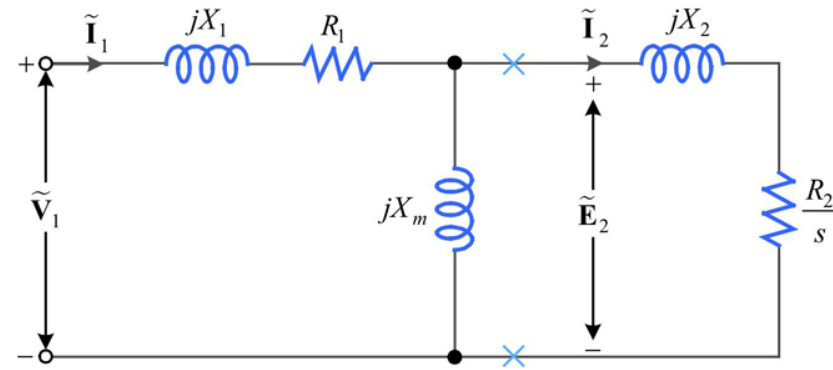 Ĩ₁ jX₁ R₁ Ĩ₂ jX₂
+ +
Ṽ₁ jXₘ Ẽ₂ R₂/s
− −